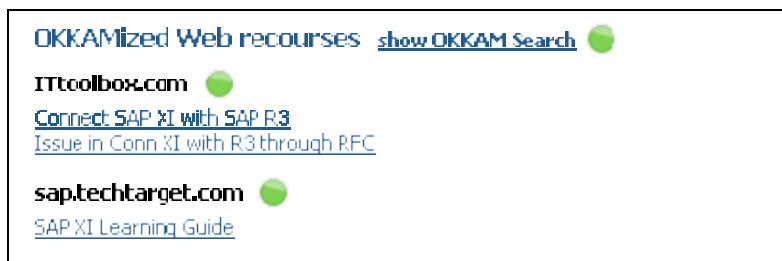 OKKAMized Web recourses show OKKAM Search
ITtoolbox.com
Connect SAP XI with SAP R3
Issue in Conn XI with R3 through RFC
sap.techtarget.com
SAP XI Learning Guide